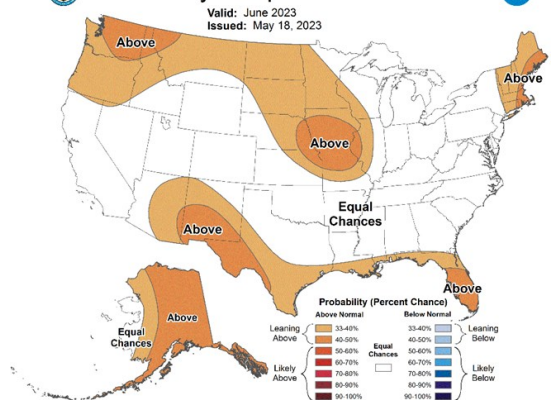 Valid: June 2023
Issued: May 18, 2023
Above
Above
Above
Equal
Chances
Above
Above
Above
Equal
Chances
Probability (Percent Chance)
Above Normal
Below Normal
Leaning
Above
33-40%
40-50%
Likely
Above
50-60%
60-70%
70-80%
80-90%
90-100%
Equal
Chances
33-40%
40-50%
Leaning
Below
50-60%
60-70%
70-80%
80-90%
90-100%
Likely
Below